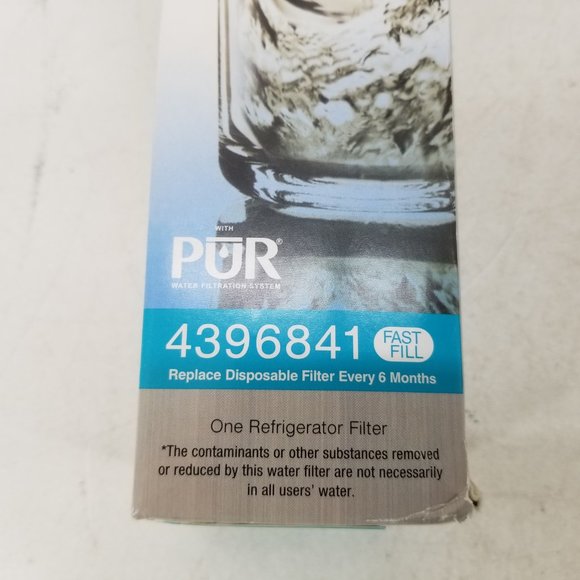 WITH
PUR®
WATER FILTRATION SYSTEM
4396841 FAST FILL
Replace Disposable Filter Every 6 Months
One Refrigerator Filter
*The contaminants or other substances removed
or reduced by this water filter are not necessarily
in all users' water.